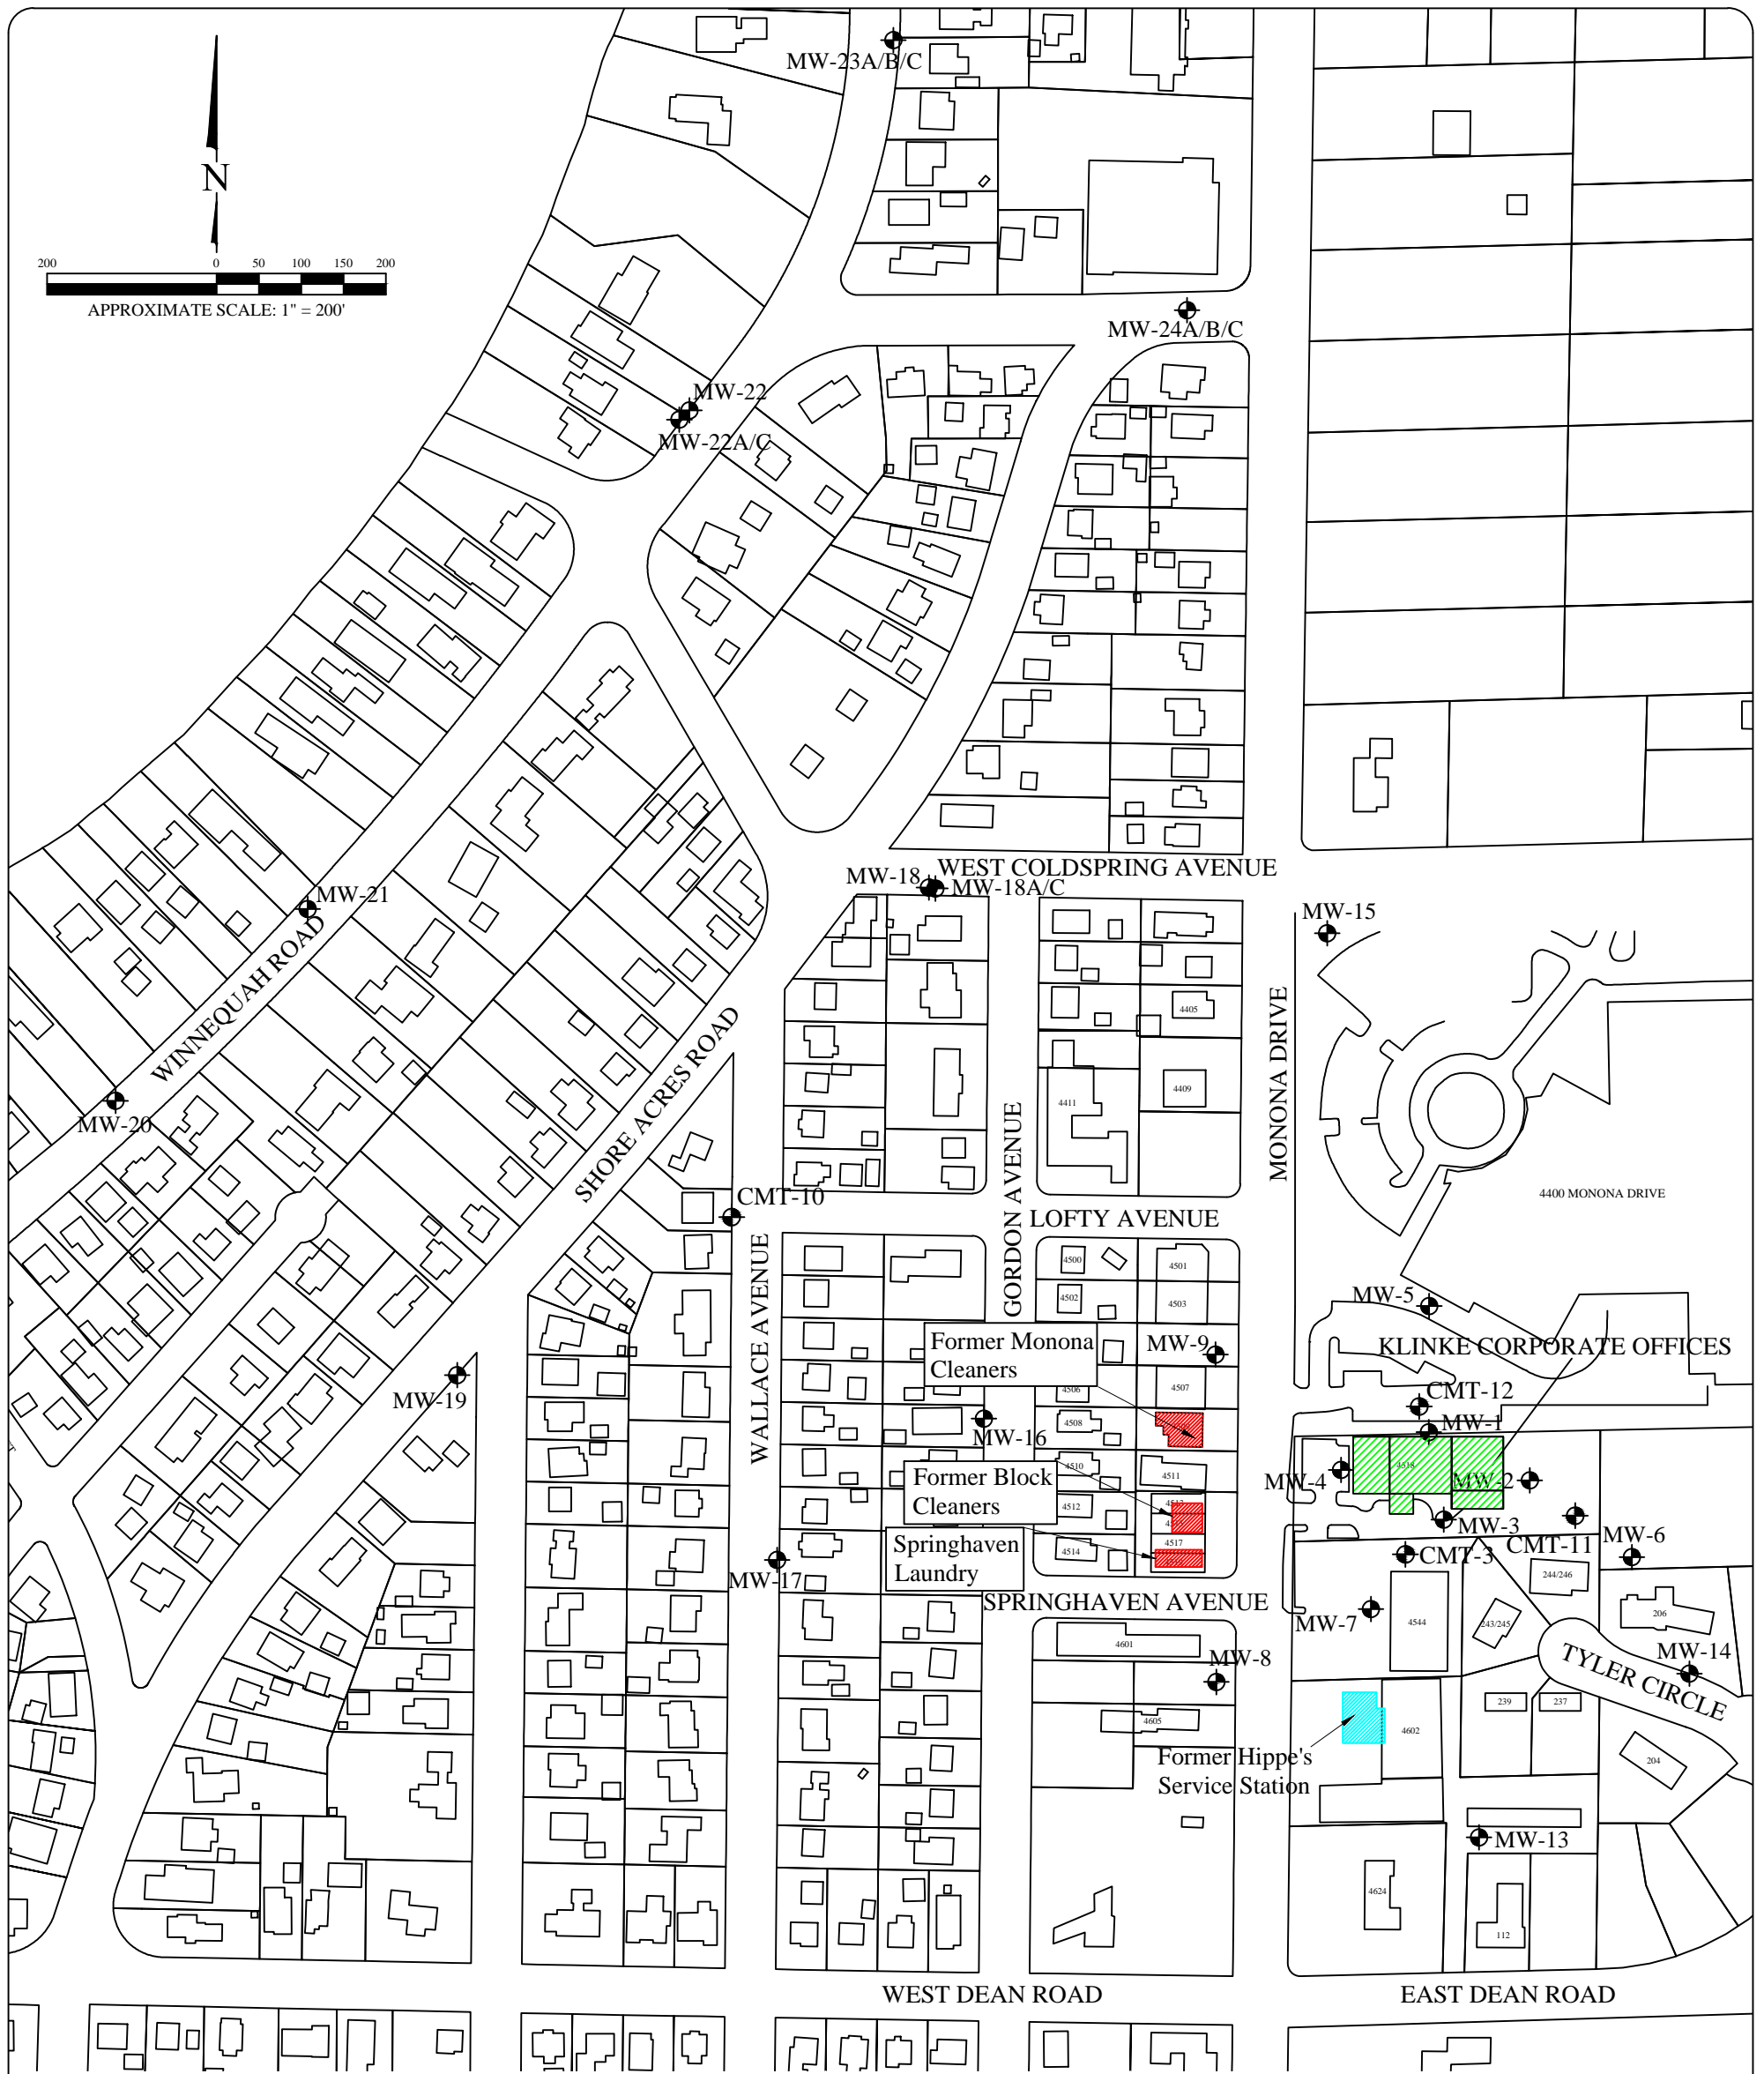 MW-23A/B/C
N
200 0 50 100 150 200
APPROXIMATE SCALE: 1" = 200'
MW-24A/B/C
MW-22
MW-22A/C
WEST COLDSPRING AVENUE
MW-18
MW-18A/C
MW-21
MW-15
WINNEQUAH ROAD
MONONA DRIVE
4405
SHORE ACRES ROAD
4409
4411
MW-20
GORDON AVENUE
CMT-10
4400 MONONA DRIVE
LOFTY AVENUE
WALLACE AVENUE
4500
4501
4502
4503
MW-5
Former Monona
Cleaners
MW-9
KLINKE CORPORATE OFFICES
4506
4507
MW-19
CMT-12
4508
MW-1
MW-16
4510
4511
MW-4
4518
MW-2
Former Block
Cleaners
4512
MW-3
CMT-11
MW-6
Springhaven
Laundry
4517
4514
CMT-3
244/246
MW-17
SPRINGHAVEN AVENUE
MW-7
4544
243/245
206
4601
MW-8
MW-14
TYLER CIRCLE
239
237
4605
4602
Former Hippe's
Service Station
204
MW-13
4624
112
WEST DEAN ROAD
EAST DEAN ROAD